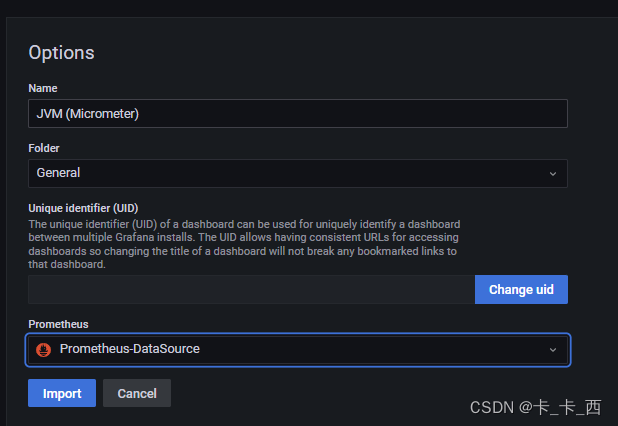 Options
Name
JVM (Micrometer)
Folder
General
Unique identifier (UID)
The unique identifier (UID) of a dashboard can be used for uniquely identify a dashboard
between multiple Grafana installs. The UID allows having consistent URLs for accessing
dashboards so changing the title of a dashboard will not break any bookmarked links to
that dashboard.
Change uid
Prometheus
Prometheus-DataSource
Import Cancel
CSDN @卡_卡_西